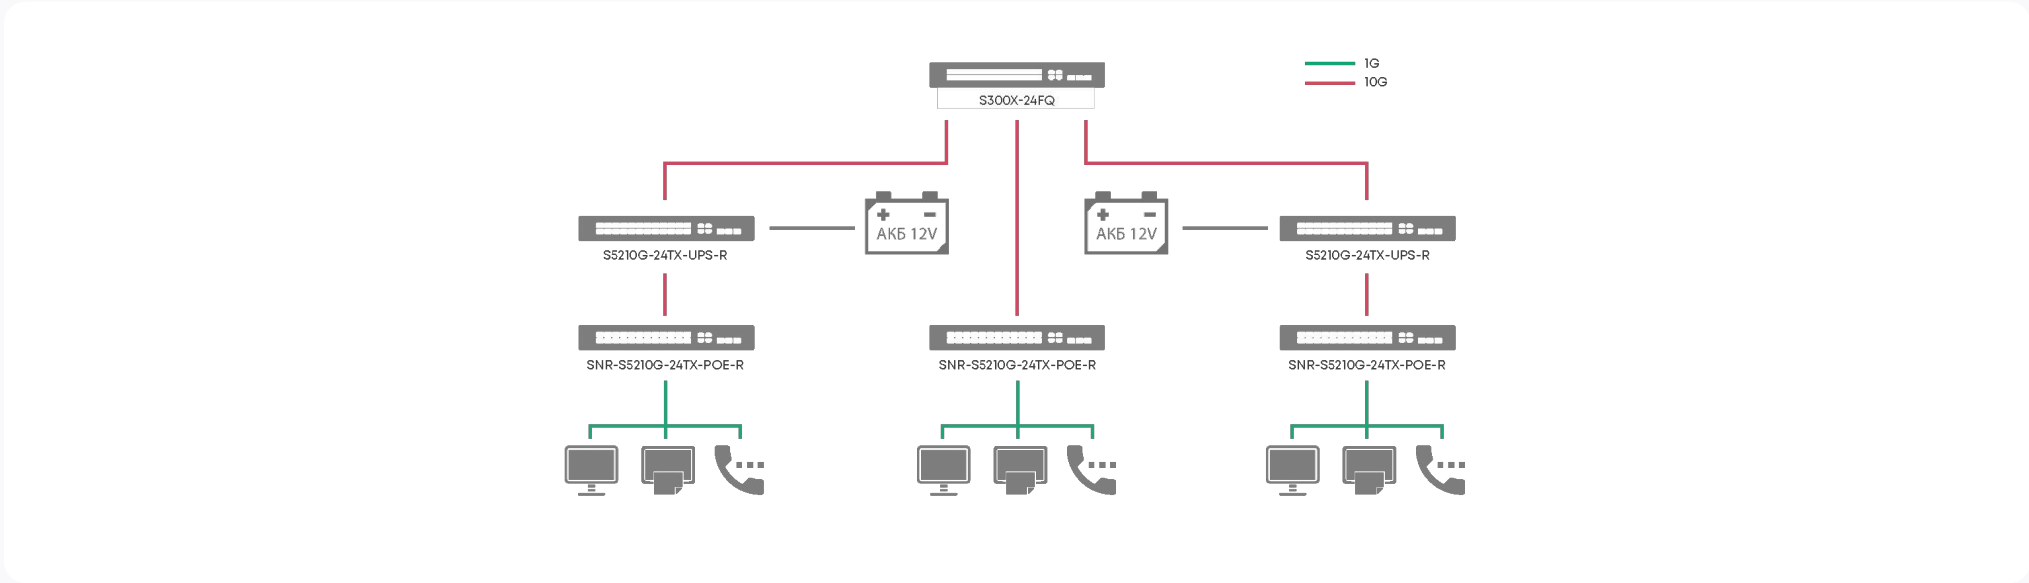 1G
10G
S300X-24FQ
АКБ 12V
АКБ 12V
S5210G-24TX-UPS-R
S5210G-24TX-UPS-R
SNR-S5210G-24TX-POE-R
SNR-S5210G-24TX-POE-R
SNR-S5210G-24TX-POE-R